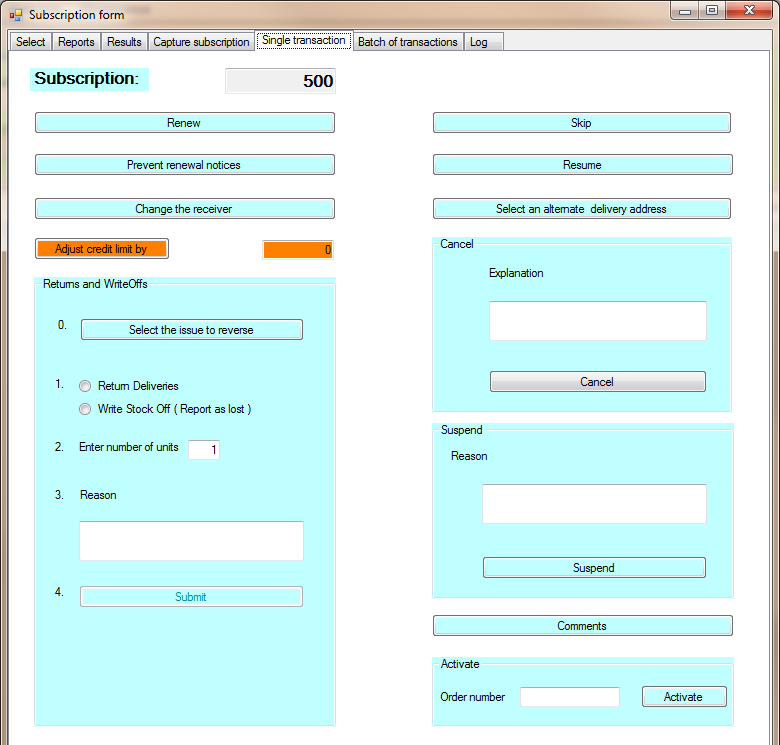 Subscription form
Select Reports Results Capture subscription Single transaction Batch of transactions Log
Subscription: 500
Renew
Prevent renewal notices
Change the receiver
Adjust credit limit by 0
Returns and WriteOffs
0. Select the issue to reverse
1. Return Deliveries
Write Stock Off ( Report as lost )
2. Enter number of units 1
3. Reason
4. Submit
Skip
Resume
Select an alternate delivery address
Cancel
Explanation
Cancel
Suspend
Reason
Suspend
Comments
Activate
Order number Activate